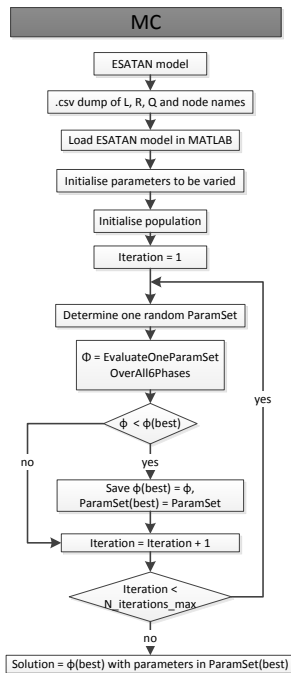 MC
ESATAN model
.csv dump of L, R, Q and node names
Load ESATAN model in MATLAB
Initialise parameters to be varied
Initialise population
Iteration = 1
Determine one random ParamSet
Φ = EvaluateOneParamSet
OverAll6Phases
yes
ϕ < ϕ(best)
no
yes
Save ϕ(best) = ϕ,
ParamSet(best) = ParamSet
Iteration = Iteration + 1
Iteration <
N_iterations_max
no
Solution = ϕ(best) with parameters in ParamSet(best)